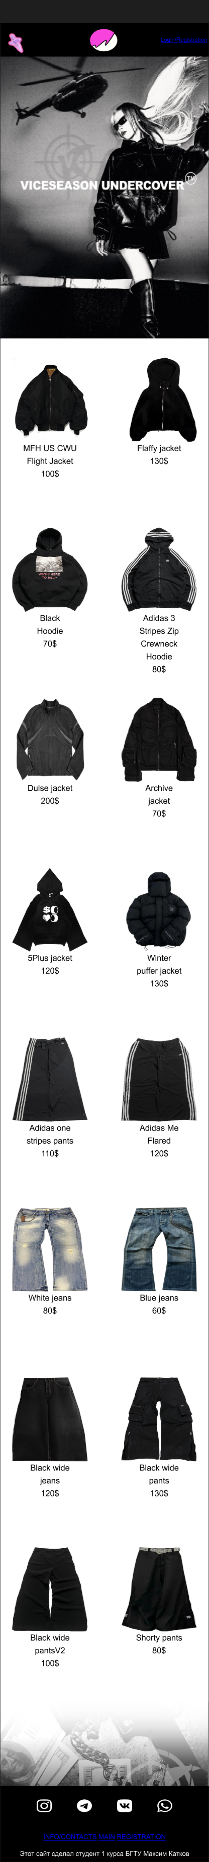 VC
VICESEASON UNDERCOVER TM
MFH US CWU
Flight Jacket
100$
Flaffy jacket
130$
Black
Hoodie
70$
Adidas 3
Stripes Zip
Crewneck
Hoodie
80$
Dulse jacket
200$
Archive
jacket
70$
5Plus jacket
120$
Winter
puffer jacket
130$
Adidas one
stripes pants
110$
Adidas Me
Flared
120$
White jeans
80$
Blue jeans
60$
Black wide
jeans
120$
Black wide
pants
130$
Black wide
pantsV2
100$
Shorty pants
80$
Этот сайт сделал студент 1 курса БГТУ Максим Катков